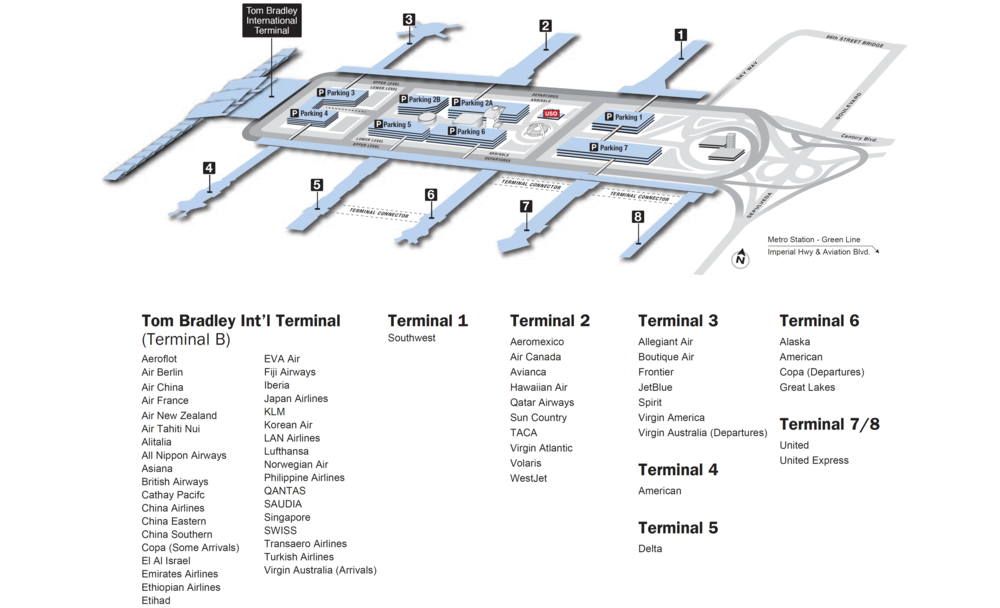 Tom Bradley
International
Terminal
3
2
1
96th STREET BRIDGE
SKY WAY
BOULEVARD
Century Blvd.
SEPULVEDA
UPPER LEVEL
LOWER LEVEL
DEPARTURES
ARRIVALS
P Parking 3
P Parking 2B
P Parking 2A
USO
P Parking 4
P Parking 5
P Parking 6
P Parking 1
P Parking 7
LOWER LEVEL
UPPER LEVEL
ARRIVALS
DEPARTURES
4
5
6
7
8
TERMINAL CONNECTOR
TERMINAL CONNECTOR
TERMINAL CONNECTOR
N
Metro Station - Green Line
Imperial Hwy & Aviation Blvd.
Tom Bradley Int'l Terminal
(Terminal B)
Aeroflot
Air Berlin
Air China
Air France
Air New Zealand
Air Tahiti Nui
Alitalia
All Nippon Airways
Asiana
British Airways
Cathay Pacifc
China Airlines
China Eastern
China Southern
Copa (Some Arrivals)
El Al Israel
Emirates Airlines
Ethiopian Airlines
Etihad
EVA Air
Fiji Airways
Iberia
Japan Airlines
KLM
Korean Air
LAN Airlines
Lufthansa
Norwegian Air
Philippine Airlines
QANTAS
SAUDIA
Singapore
SWISS
Transaero Airlines
Turkish Airlines
Virgin Australia (Arrivals)
Terminal 1
Southwest
Terminal 2
Aeromexico
Air Canada
Avianca
Hawaiian Air
Qatar Airways
Sun Country
TACA
Virgin Atlantic
Volaris
WestJet
Terminal 3
Allegiant Air
Boutique Air
Frontier
JetBlue
Spirit
Virgin America
Virgin Australia (Departures)
Terminal 4
American
Terminal 5
Delta
Terminal 6
Alaska
American
Copa (Departures)
Great Lakes
Terminal 7/8
United
United Express